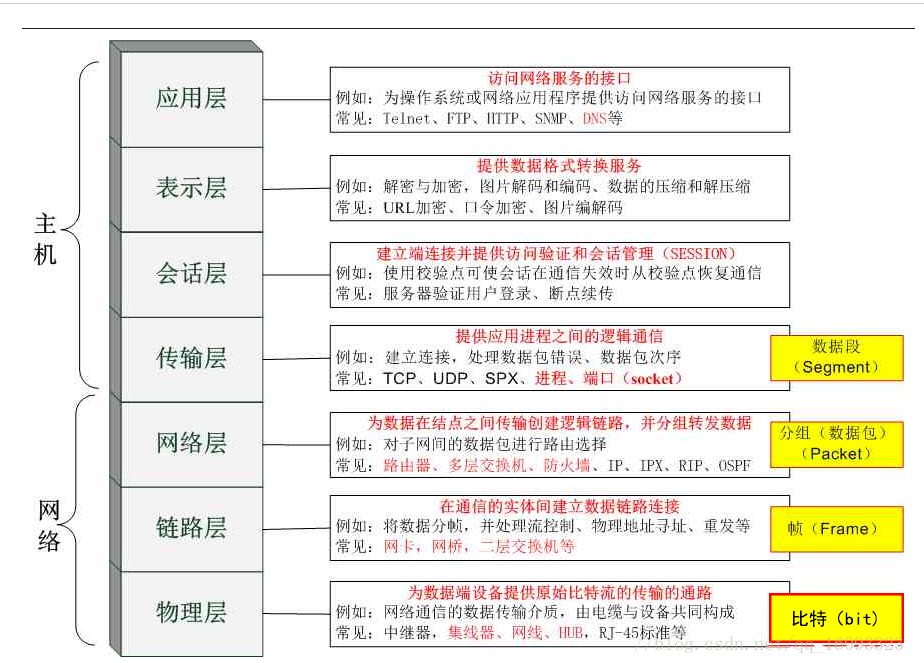 主机
应用层
访问网络服务的接口
例如：为操作系统或网络应用程序提供访问网络服务的接口
常见：Telnet、FTP、HTTP、SNMP、DNS等
表示层
提供数据格式转换服务
例如：解密与加密，图片解码和编码、数据的压缩和解压缩
常见：URL加密、口令加密、图片编解码
会话层
建立端连接并提供访问验证和会话管理（SESSION）
例如：使用校验点可使会话在通信失效时从校验点恢复通信
常见：服务器验证用户登录、断点续传
传输层
提供应用进程之间的逻辑通信
例如：建立连接，处理数据包错误、数据包次序
常见：TCP、UDP、SPX、进程、端口（socket）
数据段
（Segment）
网络
网络层
为数据在结点之间传输创建逻辑链路，并分组转发数据
例如：对子网间的数据包进行路由选择
常见：路由器、多层交换机、防火墙、IP、IPX、RIP、OSPF
分组（数据包）
（Packet）
链路层
在通信的实体间建立数据链路连接
例如：将数据分帧，并处理流控制、物理地址寻址、重发等
常见：网卡，网桥，二层交换机等
帧（Frame）
物理层
为数据端设备提供原始比特流的传输的通路
例如：网络通信的数据传输介质，由电缆与设备共同构成
常见：中继器，集线器、网线、HUB，RJ-45标准等
比特（bit）